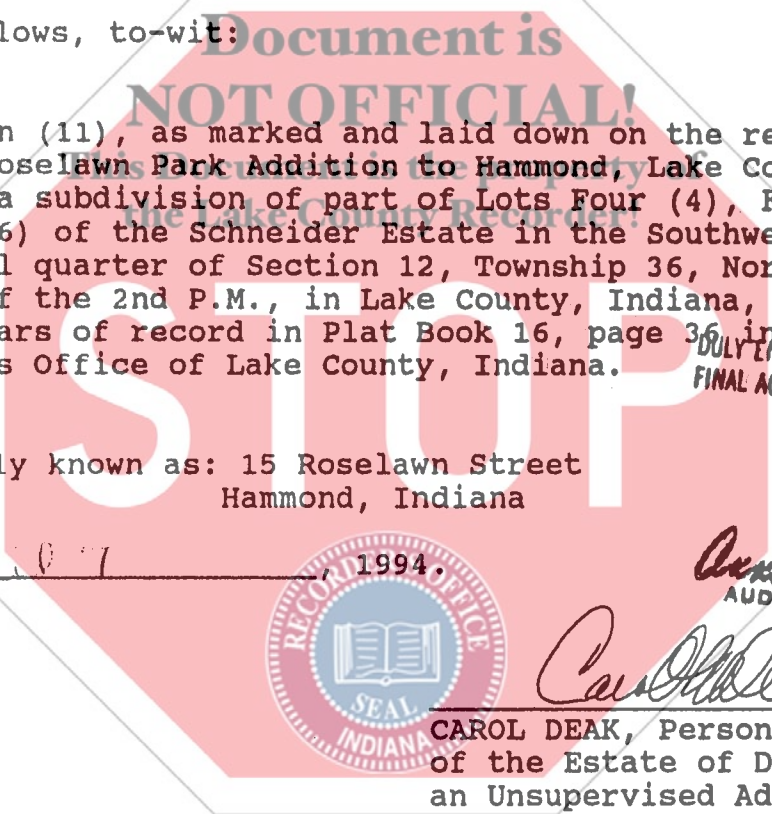 lows, to-wit:
Document is
NOT OFFICIAL!
n (11), as marked and laid down on the re
oselawn Park Addition to Hammond, Lake Co
This Document is the property of
a subdivision of part of Lots Four (4), F
the Lake County Recorder!
6) of the Schneider Estate in the Southwe
l quarter of Section 12, Township 36, Nor
f the 2nd P.M., in Lake County, Indiana,
ars of record in Plat Book 16, page 36 in
s Office of Lake County, Indiana.
DULY
FINAL
STOP
ly known as: 15 Roselawn Street
Hammond, Indiana
, 1994.
AUD
RECORDER'S OFFICE
SEAL
INDIANA
CAROL DEAK, Person
of the Estate of D
an Unsupervised Ad